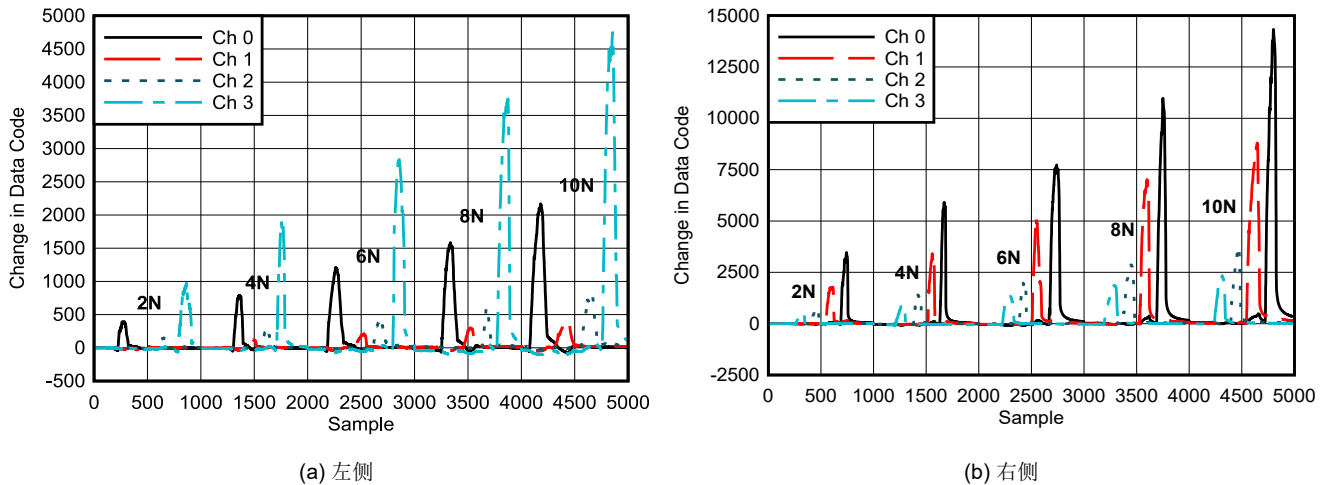 5000
4500
4000
3500
3000
2500
2000
1500
1000
500
0
-500
Change in Data Code
Ch 0
Ch 1
Ch 2
Ch 3
2N
4N
6N
8N
10N
0 500 1000 1500 2000 2500 3000 3500 4000 4500 5000
Sample
(a) 左侧
15000
12500
10000
7500
5000
2500
0
-2500
Change in Data Code
Ch 0
Ch 1
Ch 2
Ch 3
2N
4N
6N
8N
10N
0 500 1000 1500 2000 2500 3000 3500 4000 4500 5000
Sample
(b) 右侧